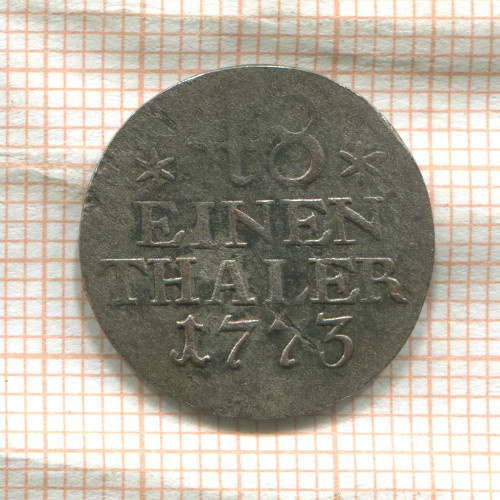 * 18 *
EINEN
THALER
1773